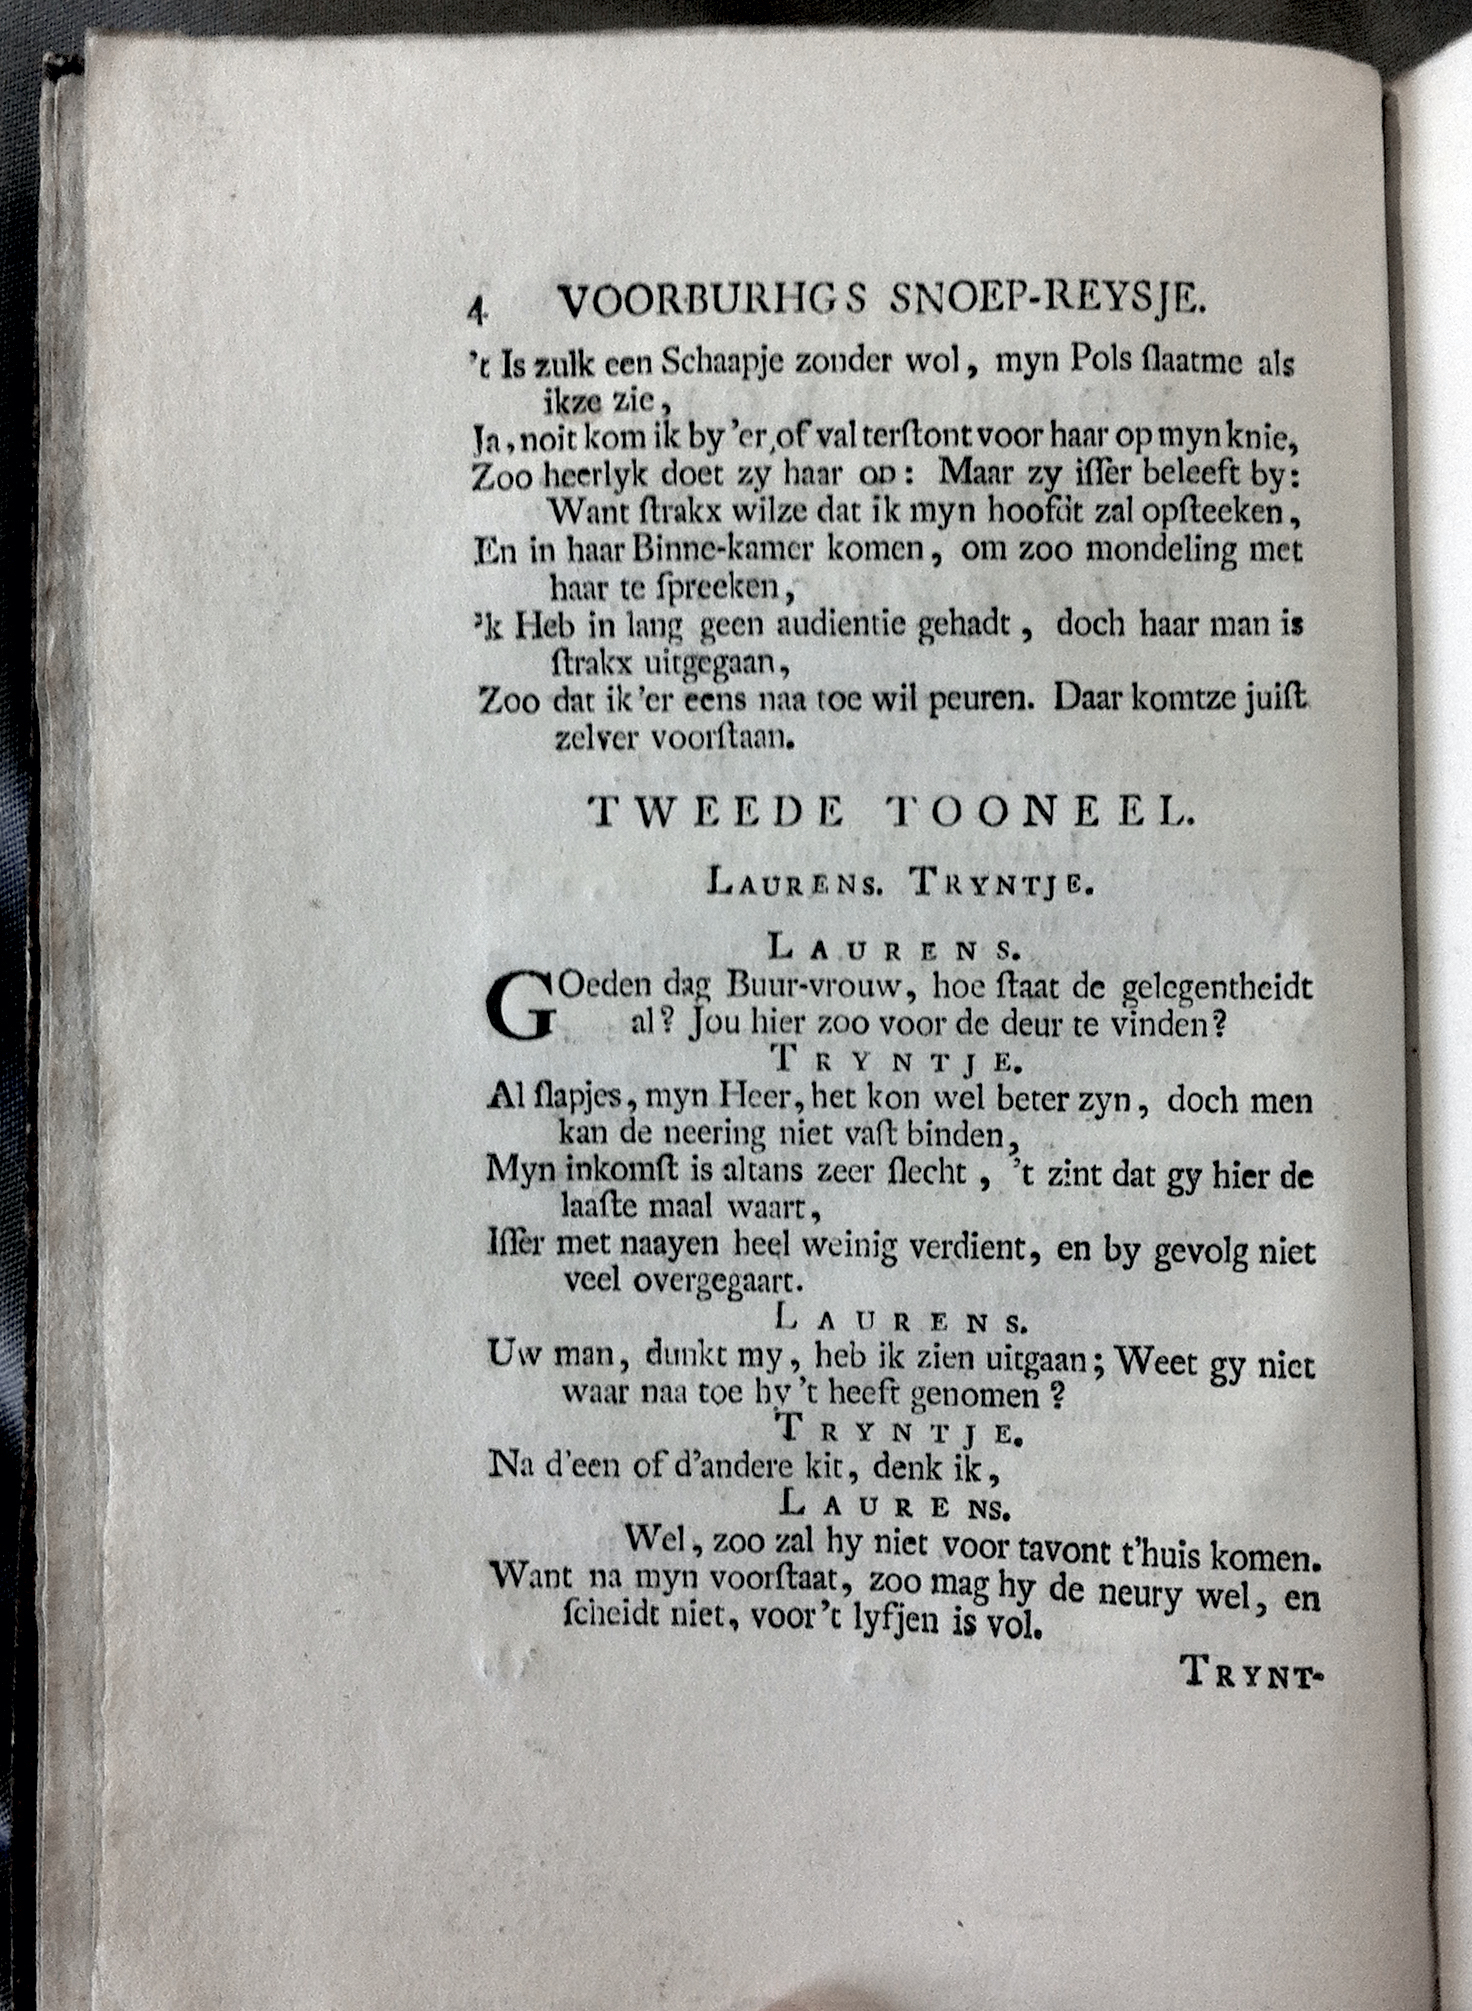 4 VOORBURHGS SNOEP-REYSJE.
't Is zulk een Schaapje zonder wol, myn Pols ſlaatme als
ikze zie,
Ja, noit kom ik by 'er, of val terſtont voor haar op myn knie,
Zoo heerlyk doet zy haar op: Maar zy iſſer beleeft by:
Want ſtrakx wilze dat ik myn hoofdt zal opſteeken,
En in haar Binne-kamer komen, om zoo mondeling met
haar te ſpreeken,
'k Heb in lang geen audientie gehadt, doch haar man is
ſtrakx uitgegaan,
Zoo dat ik 'er eens naa toe wil peuren. Daar komtze juiſt
zelver voorſtaan.
TWEEDE TOONEEL.
LAURENS. TRYNTJE.
LAURENS.
GOeden dag Buur-vrouw, hoe ſtaat de gelegentheidt
al? Jou hier zoo voor de deur te vinden?
TRYNTJE.
Al ſlapjes, myn Heer, het kon wel beter zyn, doch men
kan de neering niet vaſt binden,
Myn inkomſt is altans zeer ſlecht, 't zint dat gy hier de
laaſte maal waart,
Iſſer met naayen heel weinig verdient, en by gevolg niet
veel overgegaart.
LAURENS.
Uw man, dunkt my, heb ik zien uitgaan; Weet gy niet
waar naa toe hy 't heeft genomen?
TRYNTJE.
Na d'een of d'andere kit, denk ik,
LAURENS.
Wel, zoo zal hy niet voor tavont t'huis komen.
Want na myn voorſtaat, zoo mag hy de neury wel, en
ſcheidt niet, voor 't lyfjen is vol.
TRYNT-